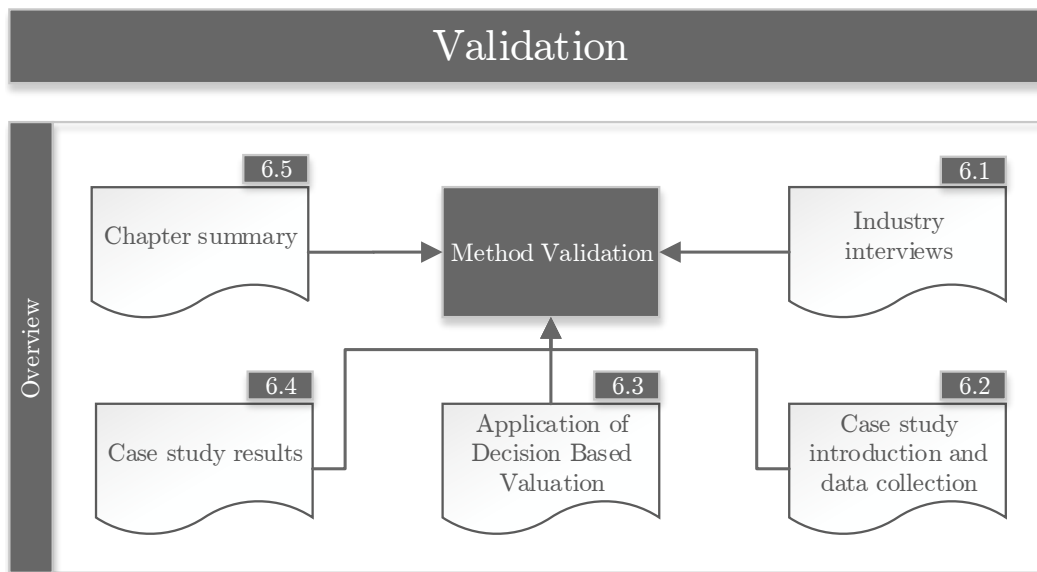 Validation
Overview
6.5
Chapter summary
Method Validation
6.1
Industry
interviews
6.4
Case study results
6.3
Application of
Decision Based
Valuation
6.2
Case study
introduction and
data collection